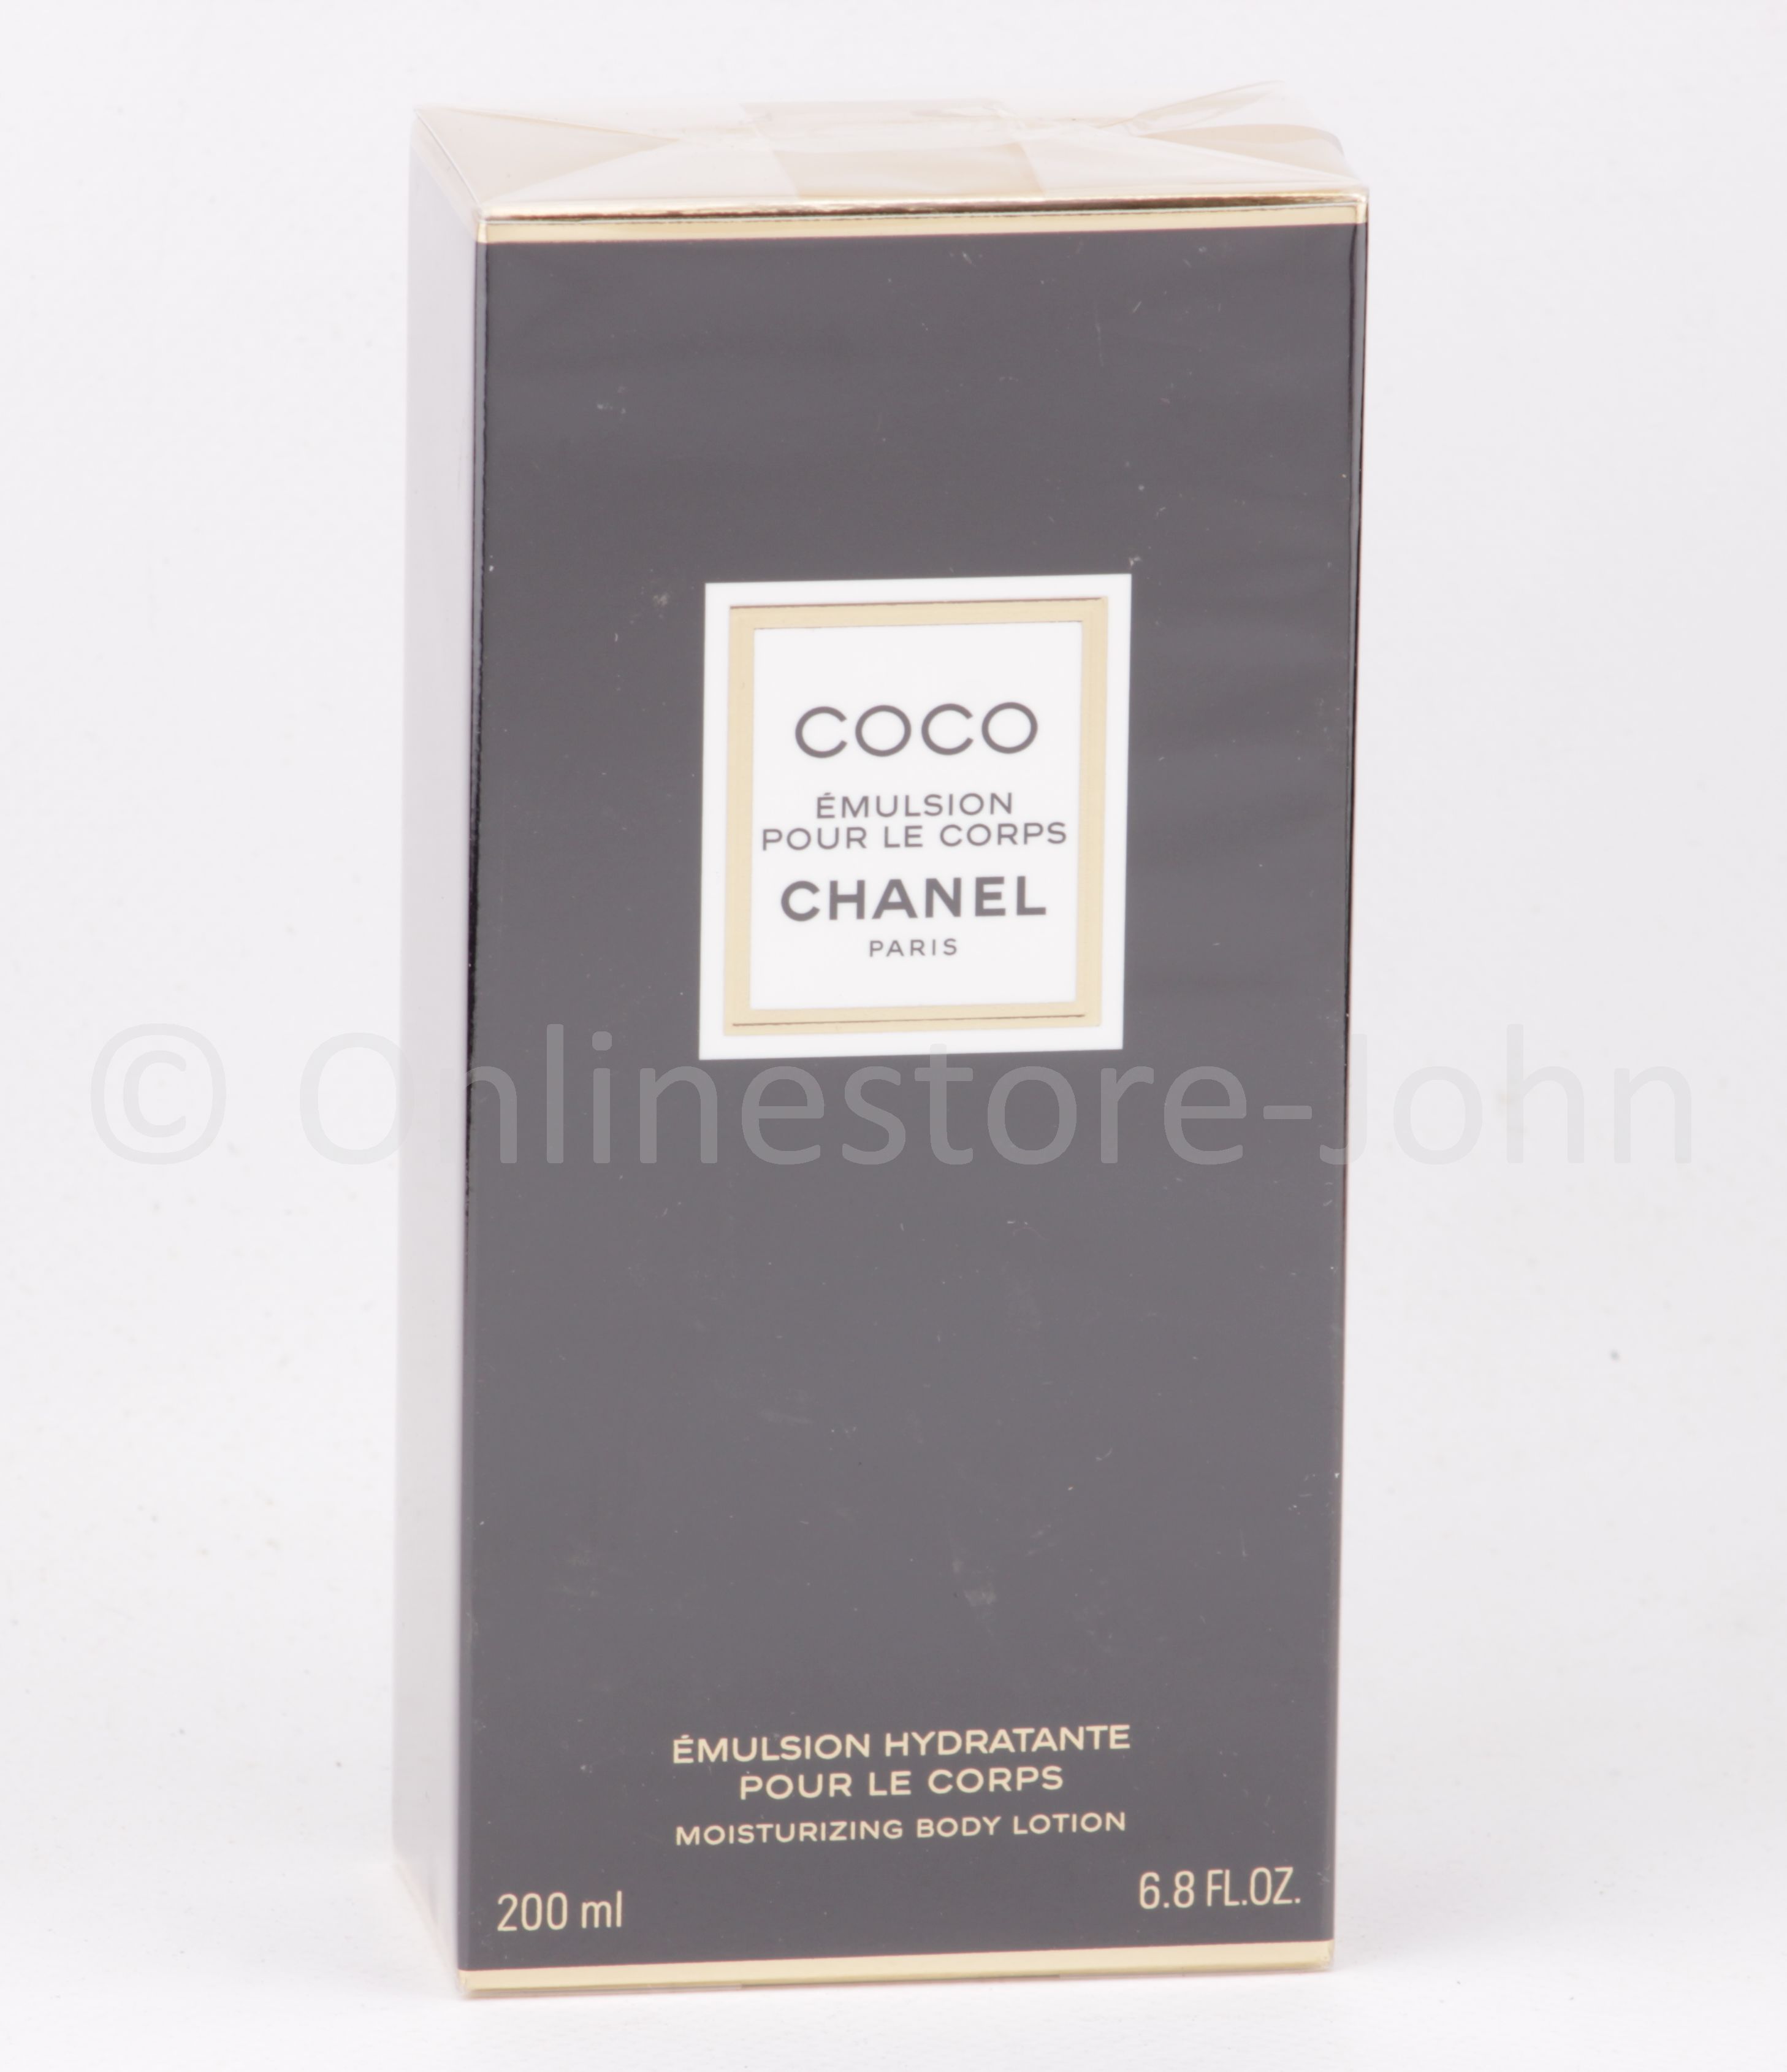 COCO
ÉMULSION
POUR LE CORPS
CHANEL
PARIS
© Onlinestore-John
ÉMULSION HYDRATANTE
POUR LE CORPS
MOISTURIZING BODY LOTION
200 ml 6.8 FL.OZ.